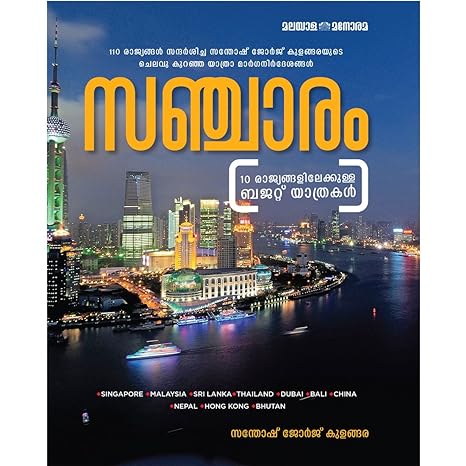 മലയാള മനോരമ
110 രാജ്യങ്ങൾ സന്ദർശിച്ച സന്തോഷ് ജോർജ് കുളങ്ങരയുടെ
ചെലവു കുറഞ്ഞ യാത്രാ മാർഗനിർദേശങ്ങൾ
സഞ്ചാരം
10 രാജ്യങ്ങളിലേക്കുള്ള
ബജറ്റ് യാത്രകൾ
•SINGAPORE •MALAYSIA •SRI LANKA •THAILAND •DUBAI •BALI •CHINA
•NEPAL •HONG KONG •BHUTAN
സന്തോഷ് ജോർജ് കുളങ്ങര